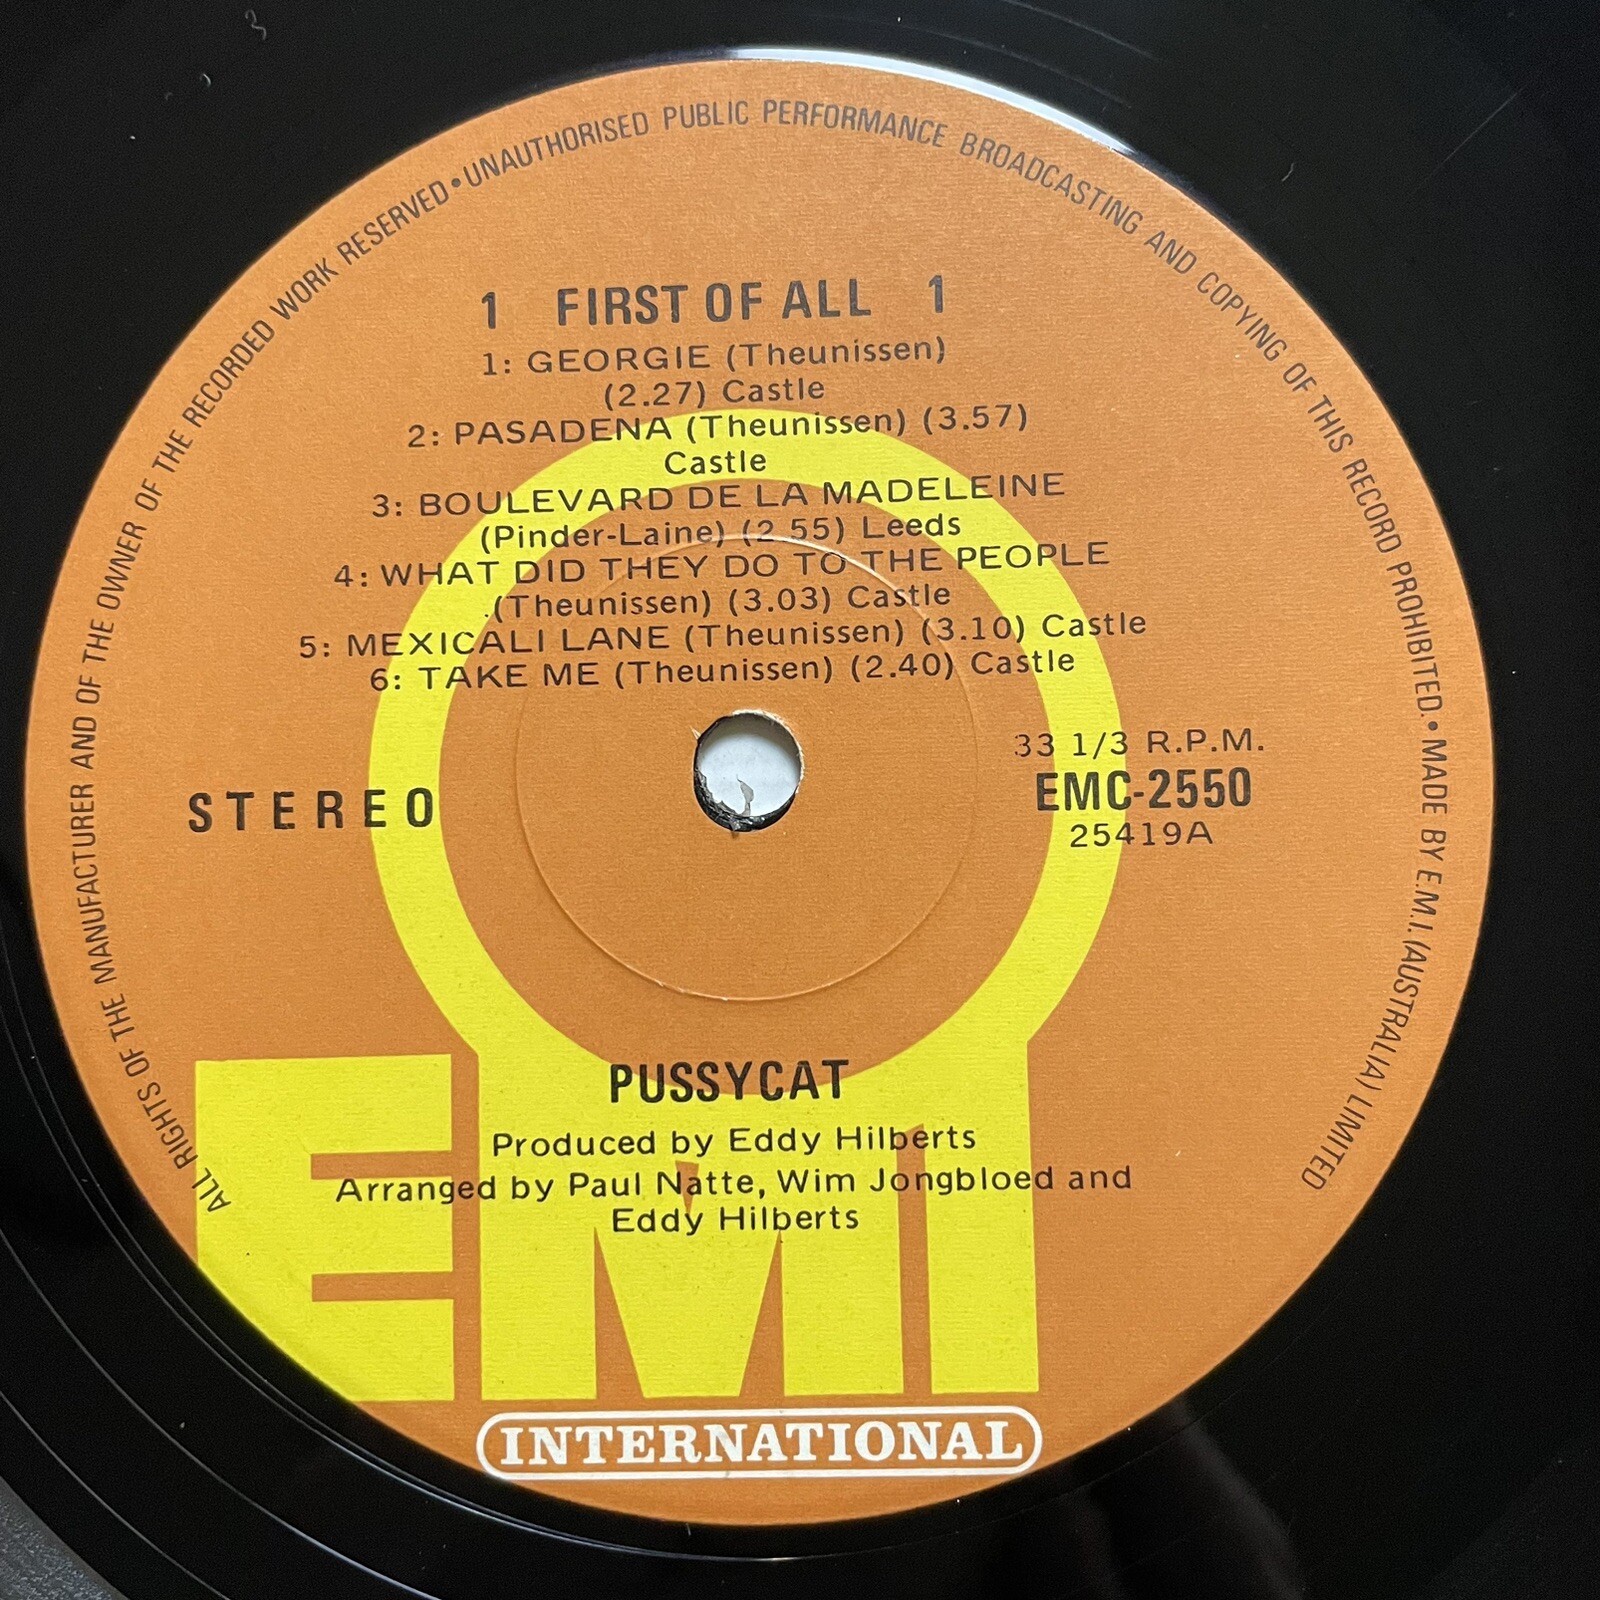 ALL RIGHTS OF THE MANUFACTURER AND OF THE OWNER OF THE RECORDED WORK RESERVED • UNAUTHORISED PUBLIC PERFORMANCE BROADCASTING AND COPYING OF THIS RECORD PROHIBITED. • MADE BY E.M.I. (AUSTRALIA) LIMITED
1 FIRST OF ALL 1
1: GEORGIE (Theunissen)
(2.27) Castle
2: PASADENA (Theunissen) (3.57)
Castle
3: BOULEVARD DE LA MADELEINE
(Pinder-Laine) (2 55) Leeds
4: WHAT DID THEY DO TO THE PEOPLE
.(Theunissen) (3.03) Castle
5: MEXICALI LANE (Theunissen) (3.10) Castle
6: TAKE ME (Theunissen) (2.40) Castle
STEREO
33 1/3 R.P.M.
EMC-2550
25419A
PUSSYCAT
Produced by Eddy Hilberts
Arranged by Paul Natte, Wim Jongbloed and
Eddy Hilberts
EMI
INTERNATIONAL